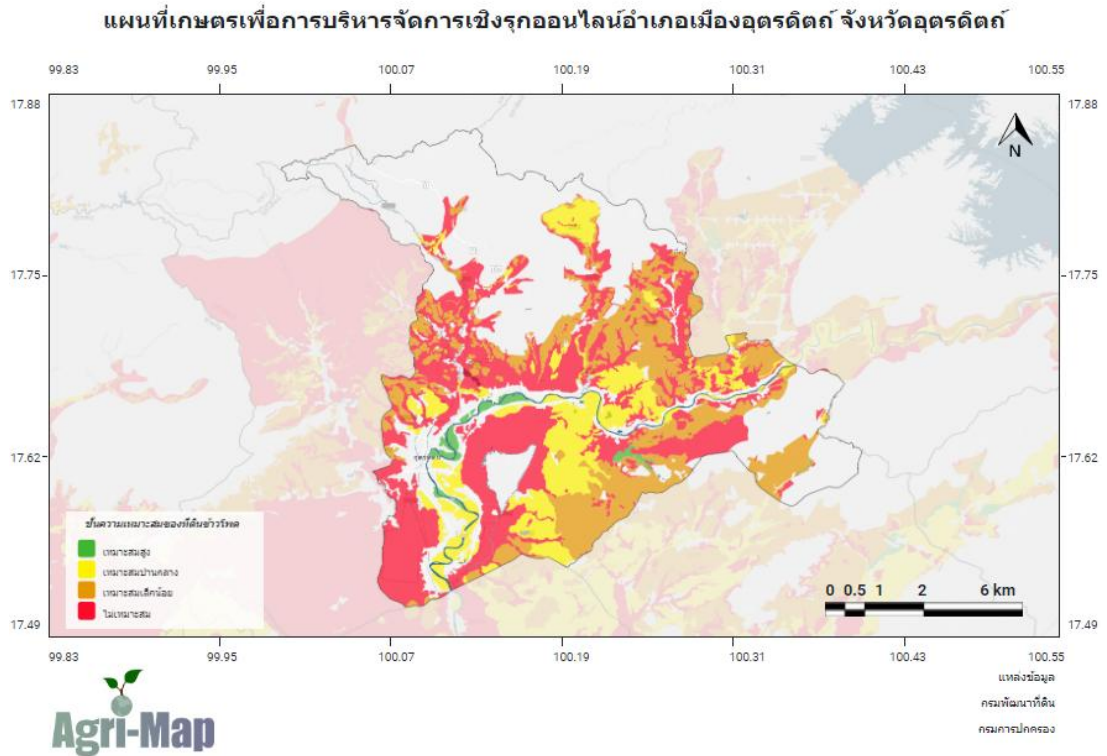 แผนที่เกษตรเพื่อการบริหารจัดการเชิงรุกออนไลน์อำเภอเมืองอุตรดิตถ์ จังหวัดอุตรดิตถ์
99.83 99.95 100.07 100.19 100.31 100.43 100.55
17.88 17.88
N
17.75 17.75
17.62 17.62
ชั้นความเหมาะสมของที่ดินข้าวโพด
เหมาะสมสูง
เหมาะสมปานกลาง
เหมาะสมเล็กน้อย
ไม่เหมาะสม
0 0.5 1 2 6 km
17.49 17.49
99.83 99.95 100.07 100.19 100.31 100.43 100.55
แหล่งข้อมูล
กรมพัฒนาที่ดิน
กรมการปกครอง
Agri-Map